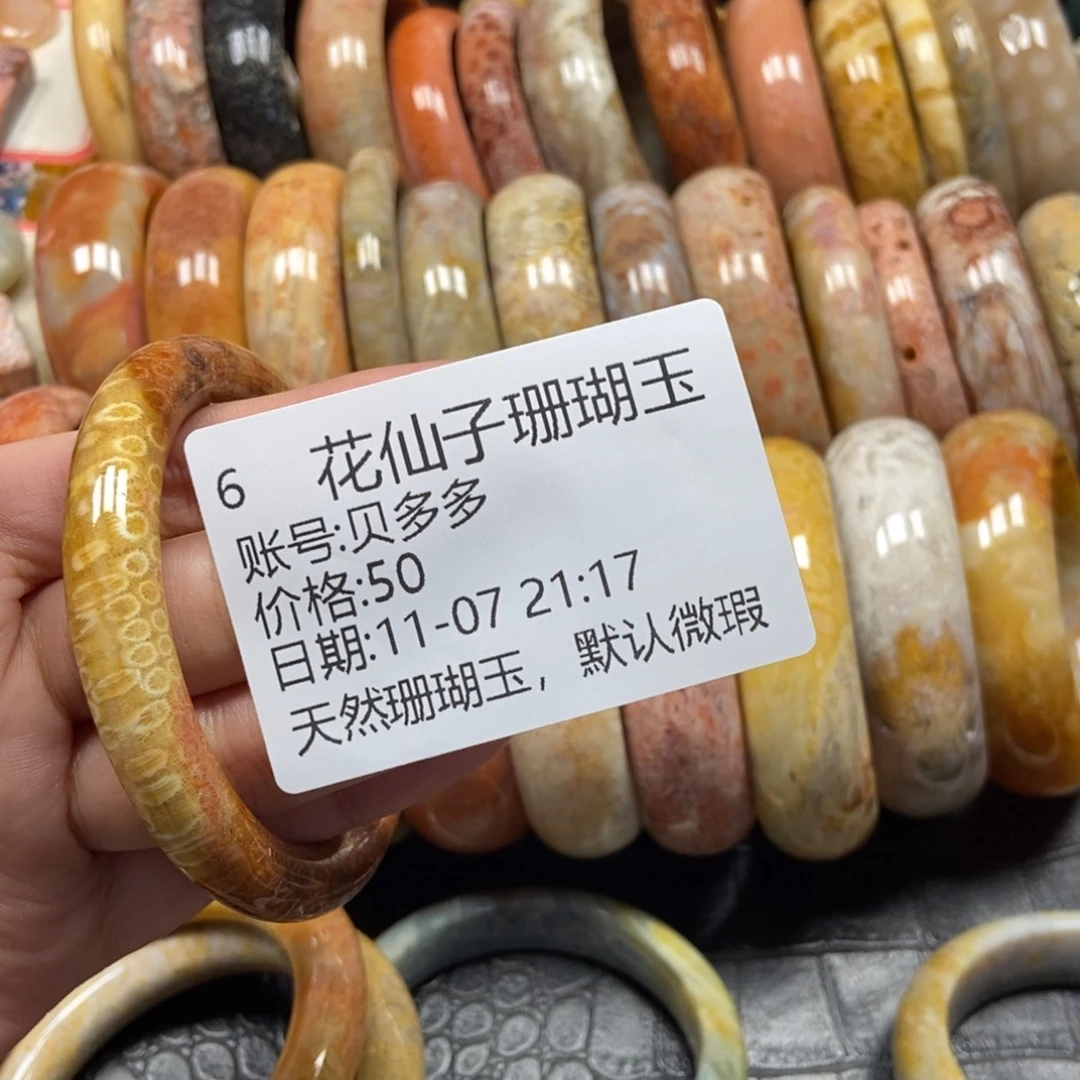 6 花仙子珊瑚玉
账号:贝多多
价格:50
日期:11-07 21:17
天然珊瑚玉，默认微瑕